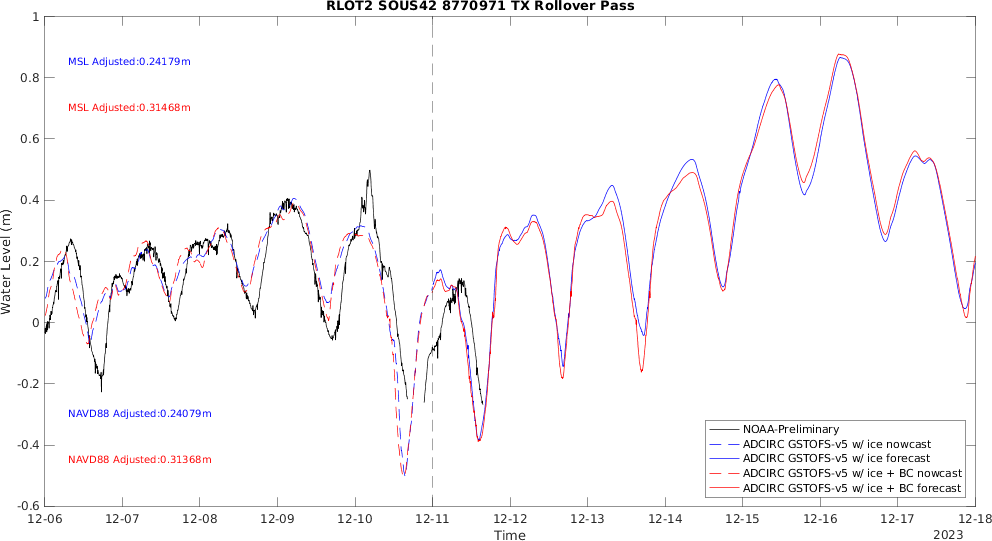 RLOT2 SOUS42 8770971 TX Rollover Pass
MSL Adjusted:0.24179m
MSL Adjusted:0.31468m
NAVD88 Adjusted:0.24079m
NAVD88 Adjusted:0.31368m
Water Level (m)
1
0.8
0.6
0.4
0.2
0
-0.2
-0.4
-0.6
NOAA-Preliminary
ADCIRC GSTOFS-v5 w/ ice nowcast
ADCIRC GSTOFS-v5 w/ ice forecast
ADCIRC GSTOFS-v5 w/ ice + BC nowcast
ADCIRC GSTOFS-v5 w/ ice + BC forecast
12-06 12-07 12-08 12-09 12-10 12-11 12-12 12-13 12-14 12-15 12-16 12-17 12-18
Time
2023